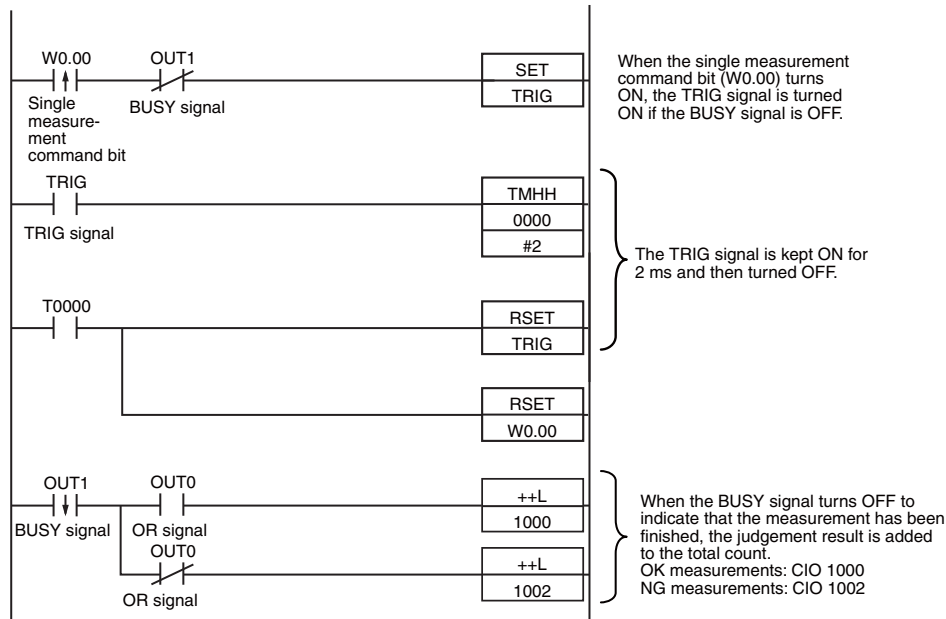 W0.00
OUT1
SET
TRIG
Single
measure-
ment
command bit
BUSY signal
When the single measurement
command bit (W0.00) turns
ON, the TRIG signal is turned
ON if the BUSY signal is OFF.
TRIG
TRIG signal
TMHH
0000
#2
The TRIG signal is kept ON for
2 ms and then turned OFF.
T0000
RSET
TRIG
RSET
W0.00
OUT1
BUSY signal
OUT0
OR signal
++L
1000
OUT0
OR signal
++L
1002
When the BUSY signal turns OFF to
indicate that the measurement has been
finished, the judgement result is added
to the total count.
OK measurements: CIO 1000
NG measurements: CIO 1002